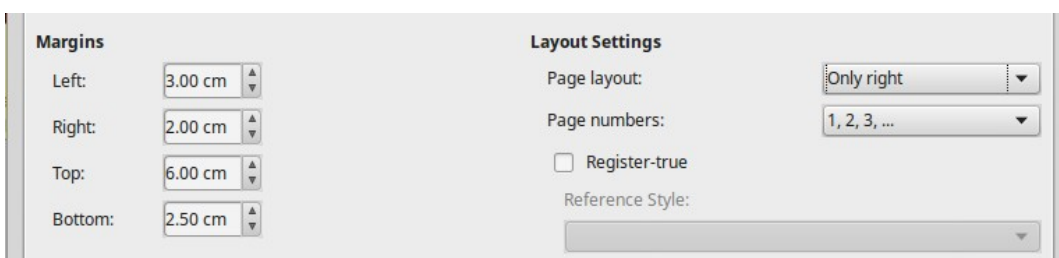 Margins
Left: 3.00 cm
Right: 2.00 cm
Top: 6.00 cm
Bottom: 2.50 cm
Layout Settings
Page layout: Only right
Page numbers: 1, 2, 3, ...
Register-true
Reference Style: